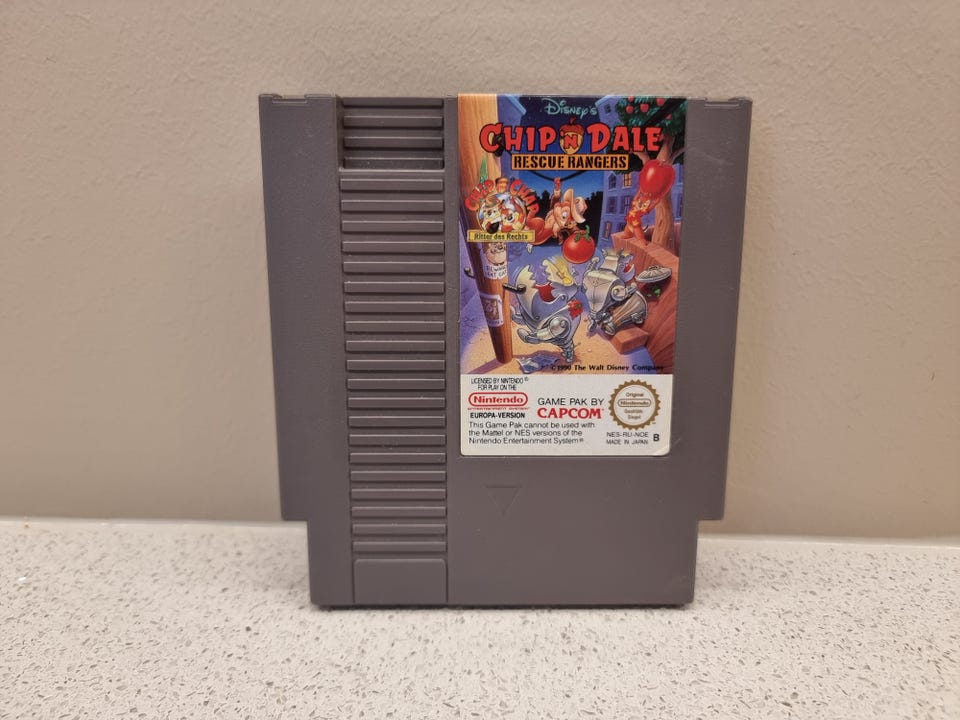 Disney's
CHIP 'N DALE
RESCUE RANGERS
CHIP & CHAP
Ritter des Rechts
©1990 The Walt Disney Company
LICENSED BY NINTENDO®
FOR PLAY ON THE
Nintendo
ENTERTAINMENT SYSTEM®
EUROPA-VERSION
GAME PAK BY
CAPCOM
This Game Pak cannot be used with
the Mattel or NES versions of the
Nintendo Entertainment System®
Original
Nintendo
Qualitäts
Siegel
NES-RU-NOE B
MADE IN JAPAN